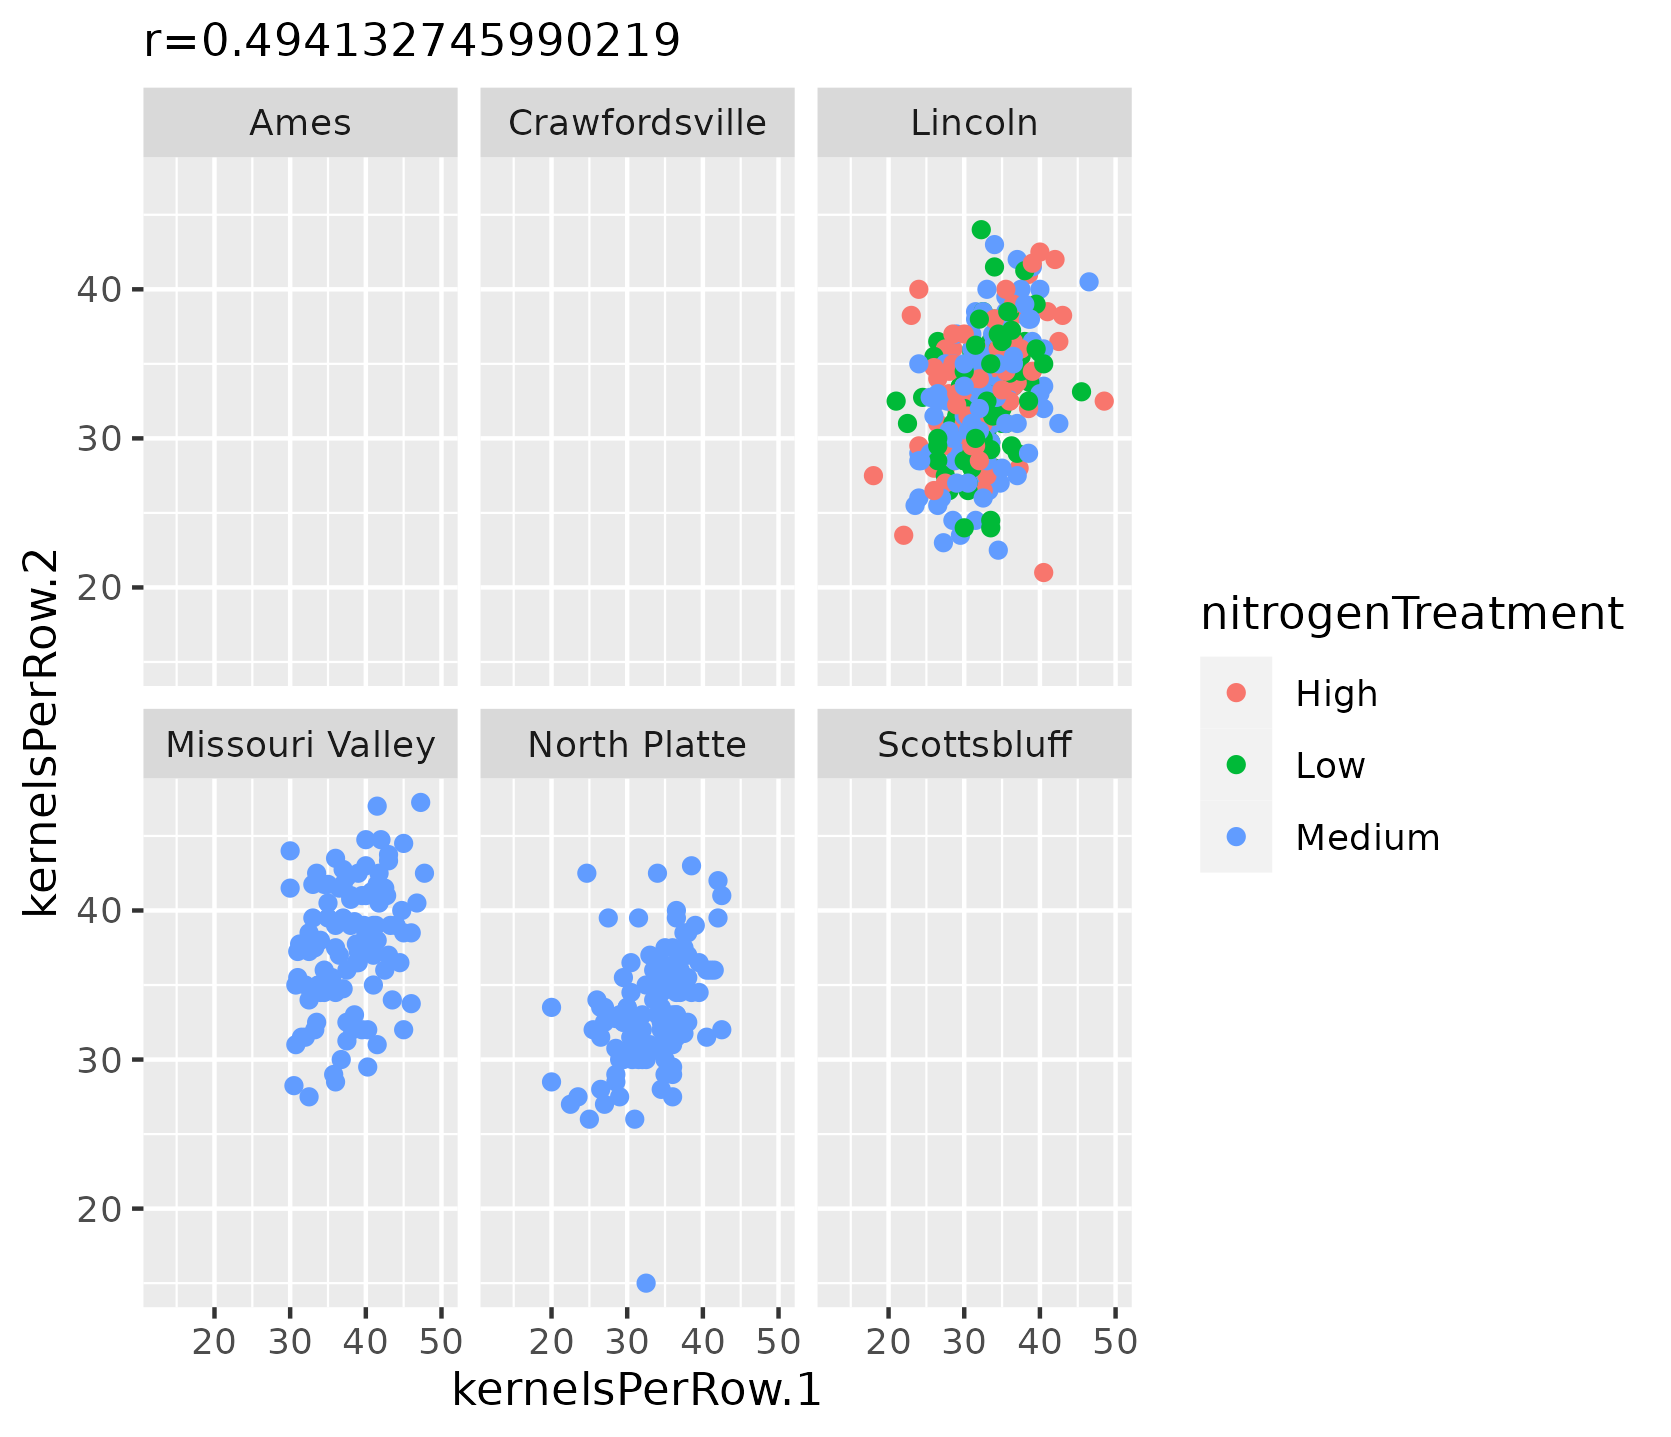 r=0.494132745990219
Ames
Crawfordsville
Lincoln
40
30
20
kernelsPerRow.2
Missouri Valley
North Platte
Scottsbluff
40
30
20
20 30 40 50
20 30 40 50
20 30 40 50
kernelsPerRow.1
nitrogenTreatment
High
Low
Medium